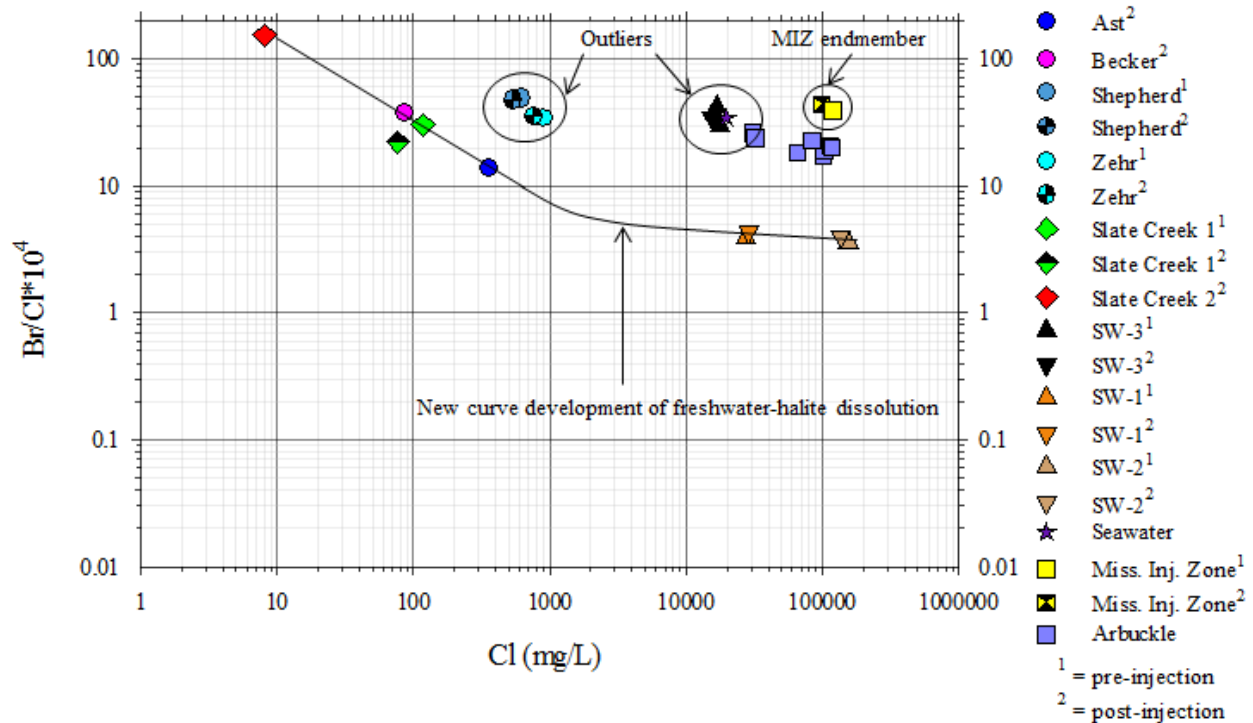 Outliers
MIZ endmember
New curve development of freshwater-halite dissolution
Br/Cl*10⁴
100
10
1
0.1
0.01
100
10
1
0.1
0.01
1
10
100
1000
10000
100000
1000000
Cl (mg/L)
Ast²
Becker²
Shepherd¹
Shepherd²
Zehr¹
Zehr²
Slate Creek 1¹
Slate Creek 1²
Slate Creek 2²
SW-3¹
SW-3²
SW-1¹
SW-1²
SW-2¹
SW-2²
Seawater
Miss. Inj. Zone¹
Miss. Inj. Zone²
Arbuckle
¹ = pre-injection
² = post-injection